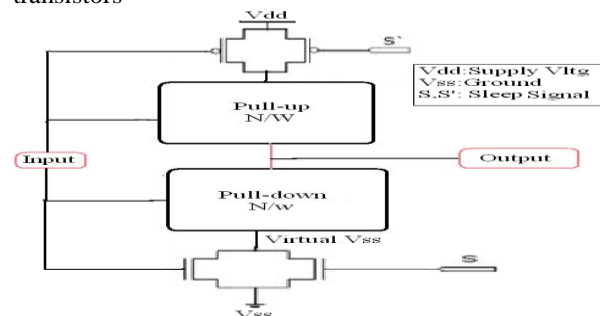 transistors
Vdd
S`
Vdd:Supply Vltg
Vss:Ground
S,S': Sleep Signal
Pull-up
N/W
Input
Output
Pull-down
N/w
Virtual Vss
S
Vss